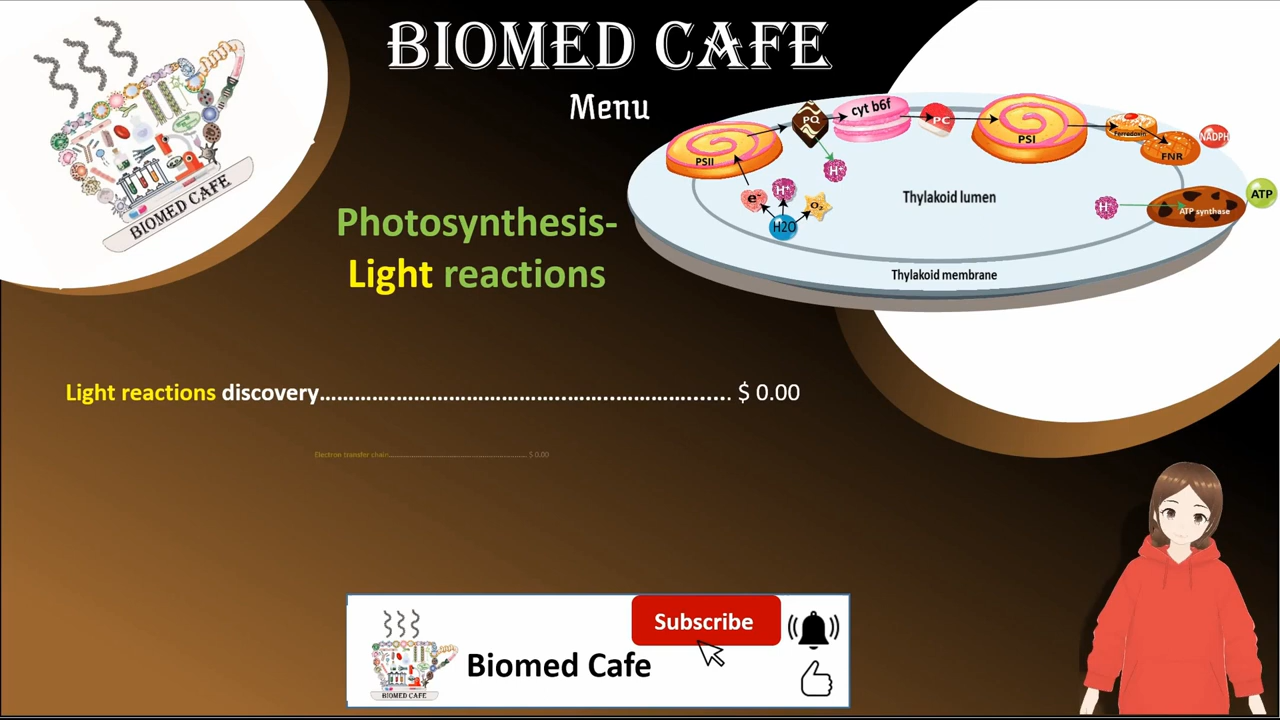 BIOMED CAFE
Menu
BIOMED CAFE
Photosynthesis-
Light reactions
PSII
PQ
cyt b6f
PC
PSI
Ferredoxin
FNR
NADPH
H+
e-
H+
O2
H2O
Thylakoid lumen
H+
ATP synthase
ATP
Thylakoid membrane
Light reactions discovery................................................................ $ 0.00
Electron transfer chain................................................................ $ 0.00
Subscribe
Biomed Cafe
BIOMED CAFE